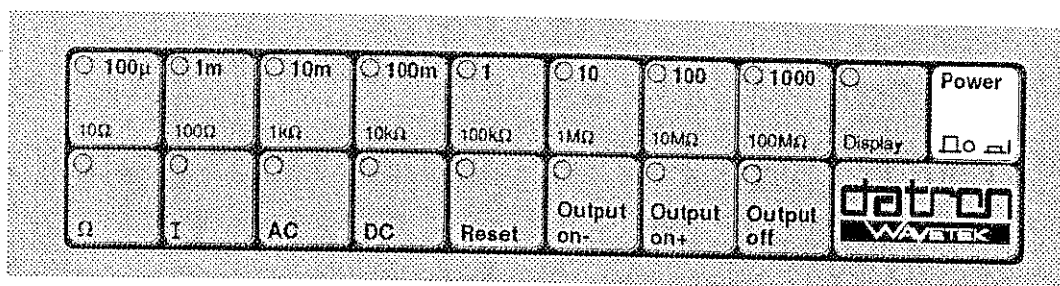 100µ 1m 10m 100m 1 10 100 1000 Power
10Ω 100Ω 1kΩ 10kΩ 100kΩ 1MΩ 10MΩ 100MΩ Display
Output Output Output
Ω I AC DC Reset on- on+ off
datron
WAVETEK